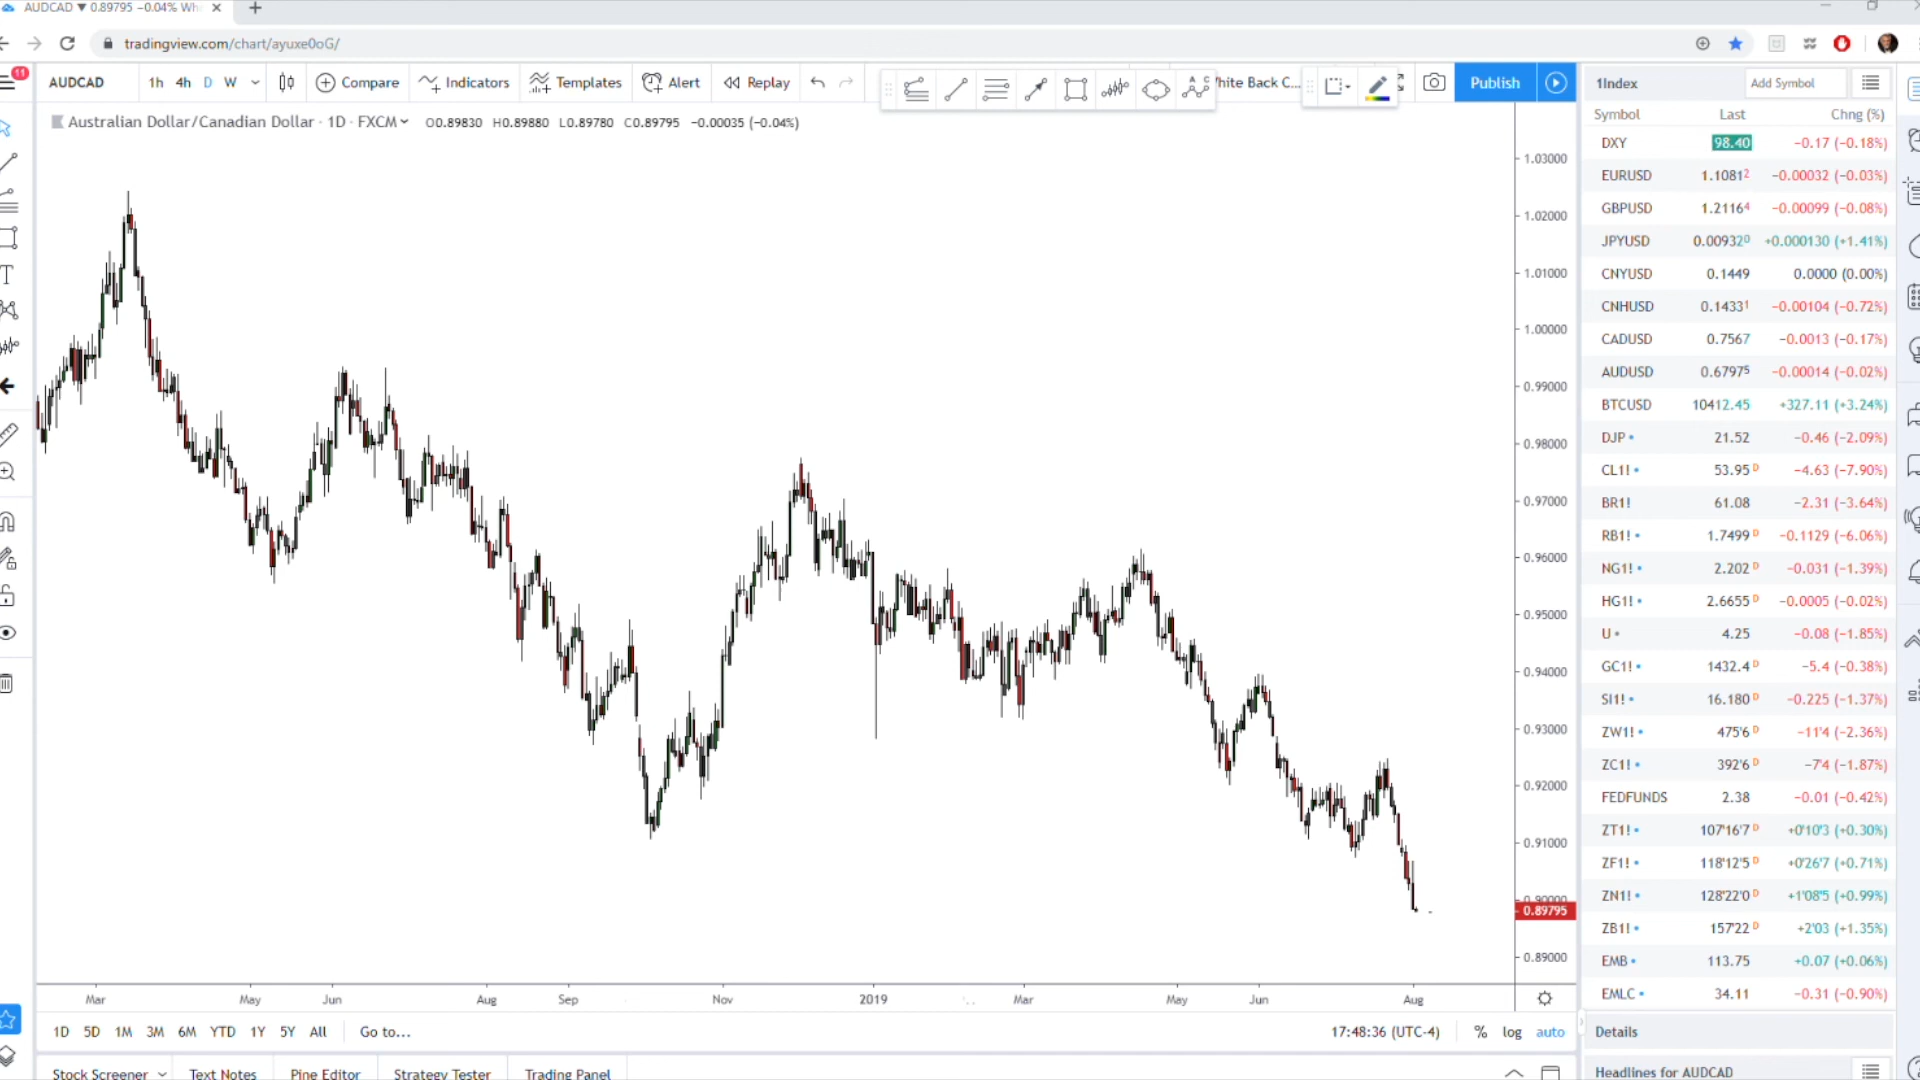 AUDCAD ▼ 0.89795 −0.04% Wh
tradingview.com/chart/ayuxe0oG/
11
AUDCAD 1h 4h D W Compare Indicators Templates Alert Replay hite Back C... Publish
Australian Dollar/Canadian Dollar · 1D · FXCM O0.89830 H0.89880 L0.89780 C0.89795 −0.00035 (−0.04%)
1.03000
1.02000
1.01000
1.00000
0.99000
0.98000
0.97000
0.96000
0.95000
0.94000
0.93000
0.92000
0.91000
0.90000
0.89795
0.89000
Mar May Jun Aug Sep Nov 2019 Mar May Jun Aug
1D 5D 1M 3M 6M YTD 1Y 5Y All Go to... 17:48:36 (UTC-4) % log auto
Stock Screener Text Notes Pine Editor Strategy Tester Trading Panel
1Index Add Symbol
Symbol Last Chng (%)
DXY 98.40 −0.17 (−0.18%)
EURUSD 1.10812 −0.00032 (−0.03%)
GBPUSD 1.21164 −0.00099 (−0.08%)
JPYUSD 0.009320 +0.000130 (+1.41%)
CNYUSD 0.1449 0.0000 (0.00%)
CNHUSD 0.14331 −0.00104 (−0.72%)
CADUSD 0.7567 −0.0013 (−0.17%)
AUDUSD 0.67975 −0.00014 (−0.02%)
BTCUSD 10412.45 +327.11 (+3.24%)
DJP 21.52 −0.46 (−2.09%)
CL1! 53.95 D −4.63 (−7.90%)
BR1! 61.08 −2.31 (−3.64%)
RB1! 1.7499 D −0.1129 (−6.06%)
NG1! 2.202 D −0.031 (−1.39%)
HG1! 2.6655 D −0.0005 (−0.02%)
U 4.25 −0.08 (−1.85%)
GC1! 1432.4 D −5.4 (−0.38%)
SI1! 16.180 D −0.225 (−1.37%)
ZW1! 475'6 D −11'4 (−2.36%)
ZC1! 392'6 D −7'4 (−1.87%)
FEDFUNDS 2.38 −0.01 (−0.42%)
ZT1! 107'16'7 D +0'10'3 (+0.30%)
ZF1! 118'12'5 D +0'26'7 (+0.71%)
ZN1! 128'22'0 D +1'08'5 (+0.99%)
ZB1! 157'22 D +2'03 (+1.35%)
EMB 113.75 +0.07 (+0.06%)
EMLC 34.11 −0.31 (−0.90%)
Details
Headlines for AUDCAD